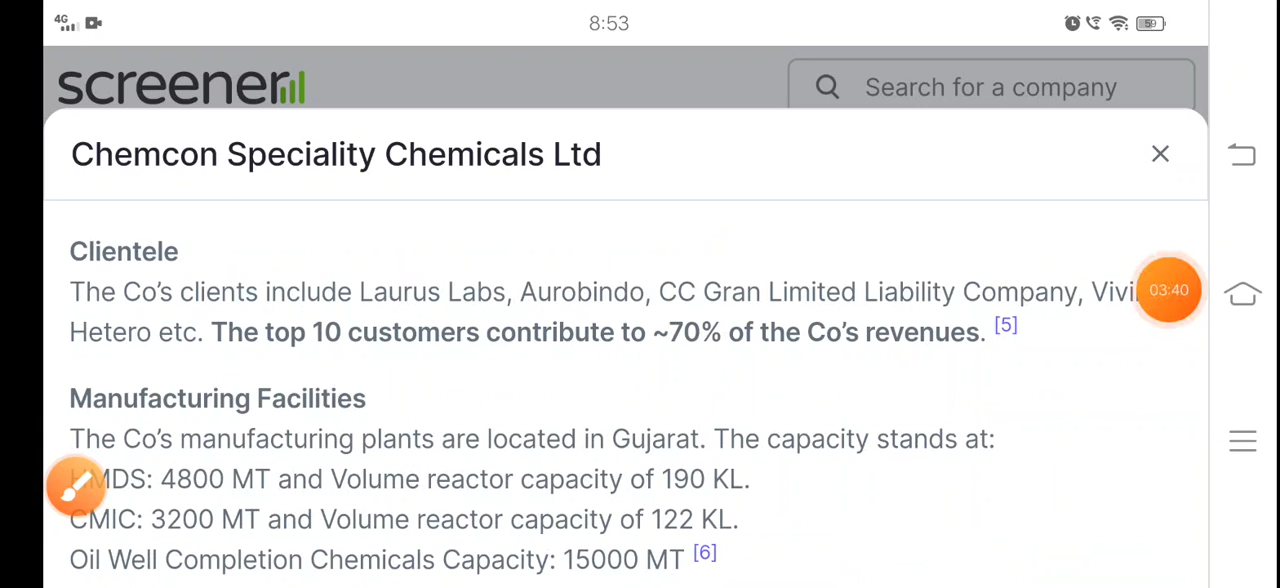 4G 8:53 59
screener
Search for a company
Chemcon Speciality Chemicals Ltd
Clientele
The Co's clients include Laurus Labs, Aurobindo, CC Gran Limited Liability Company,
03:40
Hetero etc. The top 10 customers contribute to ~70% of the Co's revenues. [5]
Manufacturing Facilities
The Co's manufacturing plants are located in Gujarat. The capacity stands at:
HMDS: 4800 MT and Volume reactor capacity of 190 KL.
CMIC: 3200 MT and Volume reactor capacity of 122 KL.
Oil Well Completion Chemicals Capacity: 15000 MT [6]